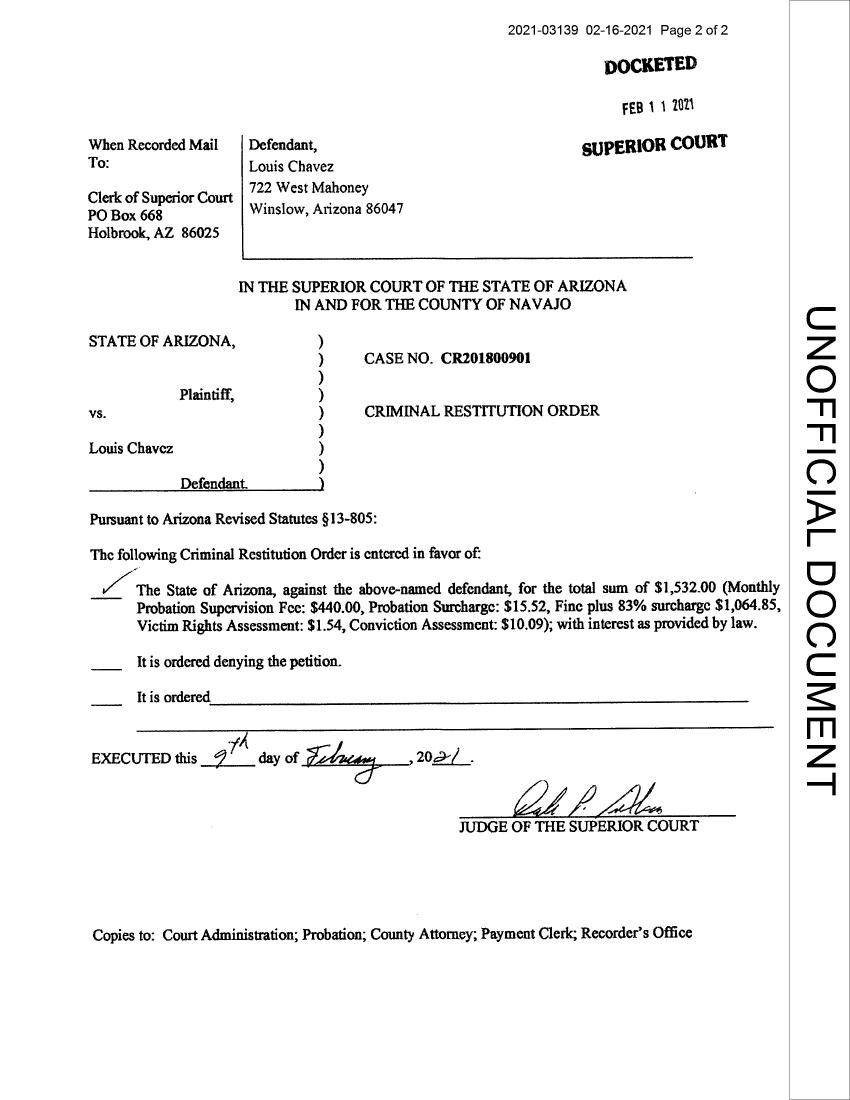 2021-03139 02-16-2021 Page 2 of 2
DOCKETED
FEB 1 1 2021
SUPERIOR COURT
When Recorded Mail
To:
Clerk of Superior Court
PO Box 668
Holbrook, AZ 86025
Defendant,
Louis Chavez
722 West Mahoney
Winslow, Arizona 86047
IN THE SUPERIOR COURT OF THE STATE OF ARIZONA
IN AND FOR THE COUNTY OF NAVAJO
STATE OF ARIZONA, )
) CASE NO. CR201800901
)
Plaintiff, )
vs. ) CRIMINAL RESTITUTION ORDER
)
Louis Chavez )
)
Defendant. )
Pursuant to Arizona Revised Statutes §13-805:
The following Criminal Restitution Order is entered in favor of:
✓ The State of Arizona, against the above-named defendant, for the total sum of $1,532.00 (Monthly
Probation Supervision Fee: $440.00, Probation Surcharge: $15.52, Fine plus 83% surcharge $1,064.85,
Victim Rights Assessment: $1.54, Conviction Assessment: $10.09); with interest as provided by law.
___ It is ordered denying the petition.
___ It is ordered
EXECUTED this 9th day of February, 2021.
Dale P.
JUDGE OF THE SUPERIOR COURT
Copies to: Court Administration; Probation; County Attorney; Payment Clerk; Recorder's Office
UNOFFICIAL DOCUMENT